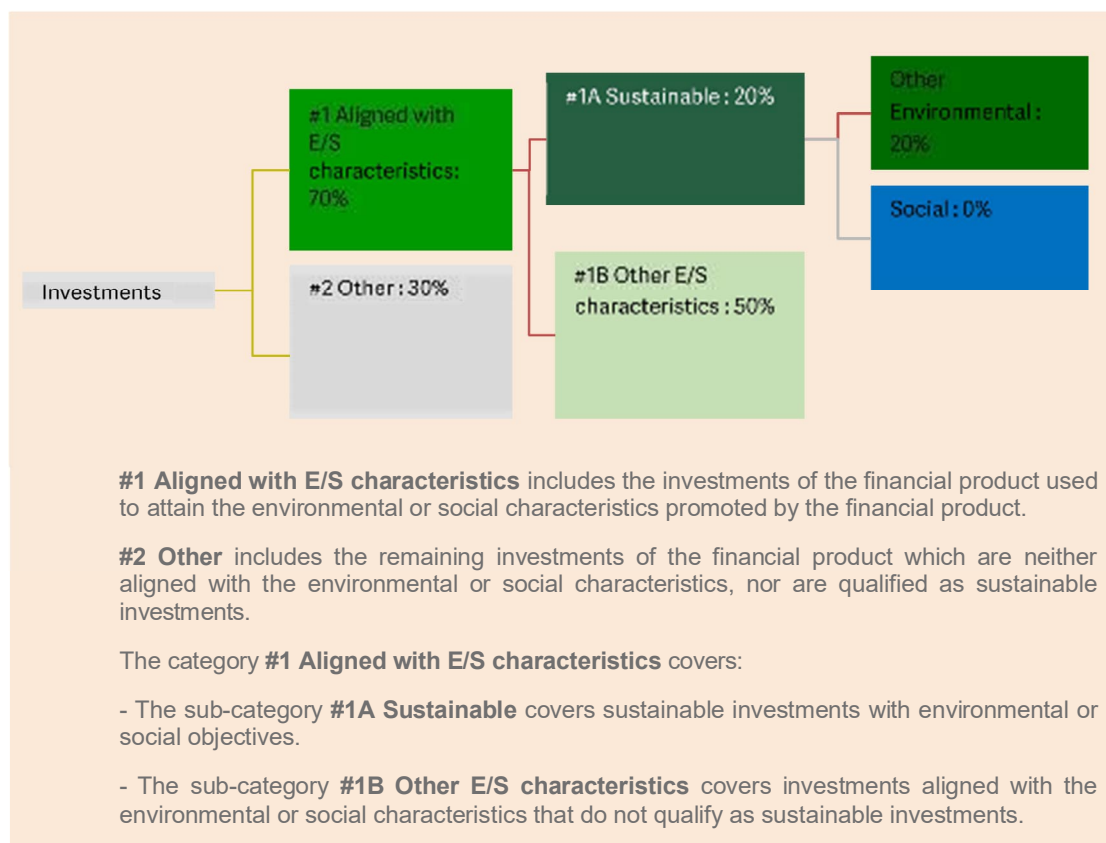 #1 Aligned with
E/S
characteristics:
70%
#1A Sustainable : 20%
Other
Environmental :
20%
Social : 0%
Investments
#2 Other : 30%
#1B Other E/S
characteristics : 50%
#1 Aligned with E/S characteristics includes the investments of the financial product used
to attain the environmental or social characteristics promoted by the financial product.
#2 Other includes the remaining investments of the financial product which are neither
aligned with the environmental or social characteristics, nor are qualified as sustainable
investments.
The category #1 Aligned with E/S characteristics covers:
- The sub-category #1A Sustainable covers sustainable investments with environmental or
social objectives.
- The sub-category #1B Other E/S characteristics covers investments aligned with the
environmental or social characteristics that do not qualify as sustainable investments.